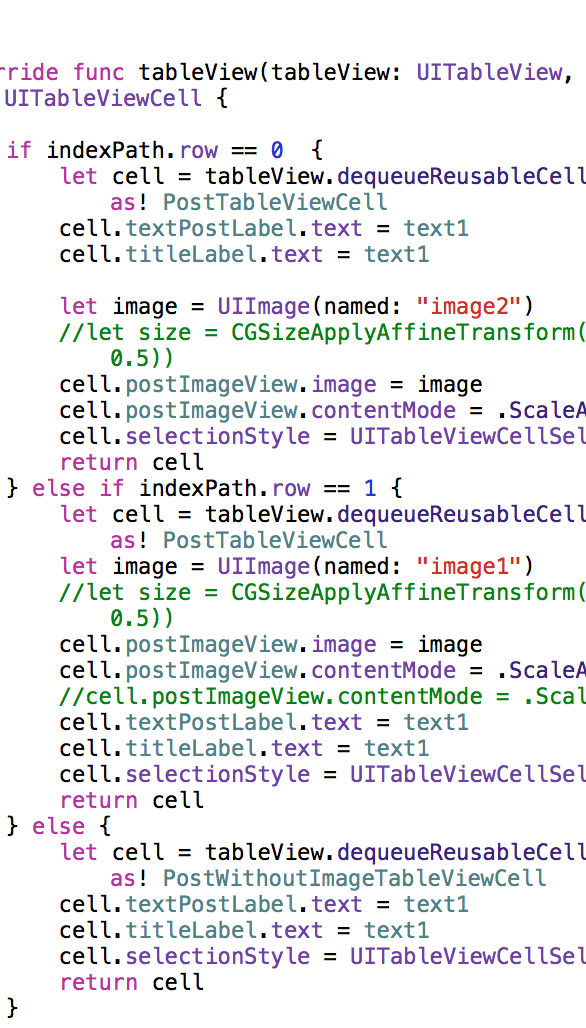 rride func tableView(tableView: UITableView,
UITableViewCell {
if indexPath.row == 0  {
let cell = tableView.dequeueReusableCell
as! PostTableViewCell
cell.textPostLabel.text = text1
cell.titleLabel.text = text1
let image = UIImage(named: "image2")
//let size = CGSizeApplyAffineTransform(
0.5))
cell.postImageView.image = image
cell.postImageView.contentMode = .ScaleA
cell.selectionStyle = UITableViewCellSel
return cell
} else if indexPath.row == 1 {
let cell = tableView.dequeueReusableCell
as! PostTableViewCell
let image = UIImage(named: "image1")
//let size = CGSizeApplyAffineTransform(
0.5))
cell.postImageView.image = image
cell.postImageView.contentMode = .ScaleA
//cell.postImageView.contentMode = .Scal
cell.textPostLabel.text = text1
cell.titleLabel.text = text1
cell.selectionStyle = UITableViewCellSel
return cell
} else {
let cell = tableView.dequeueReusableCell
as! PostWithoutImageTableViewCell
cell.textPostLabel.text = text1
cell.titleLabel.text = text1
cell.selectionStyle = UITableViewCellSel
return cell
}